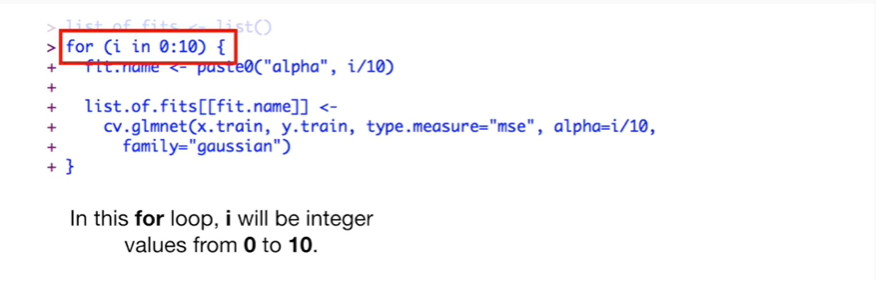 > list.of.fits <- list()
> for (i in 0:10) {
+   fit.name <- paste0("alpha", i/10)
+
+   list.of.fits[[fit.name]] <-
+     cv.glmnet(x.train, y.train, type.measure="mse", alpha=i/10,
+       family="gaussian")
+ }
In this for loop, i will be integer
values from 0 to 10.